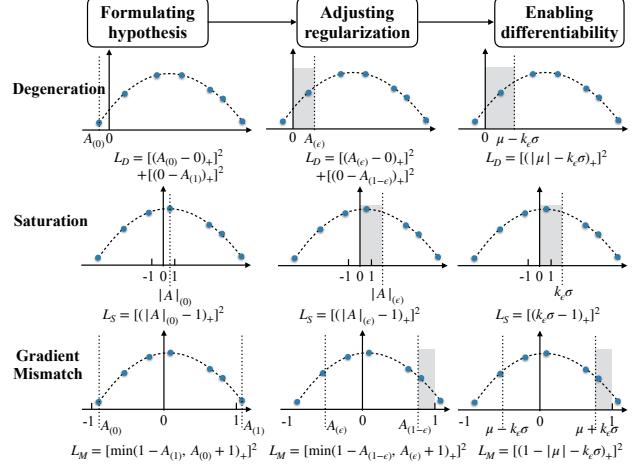 Formulating hypothesis
Adjusting regularization
Enabling differentiability
Degeneration
A₍₀₎ 0
0 A₍ϵ₎
0 μ − kϵσ
L_D = [(A₍₀₎ − 0)₊]²
+[(0 − A₍₁₎)₊]²
L_D = [(A₍ϵ₎ − 0)₊]²
+[(0 − A₍₁₋ϵ₎)₊]²
L_D = [(|μ| − kϵσ)₊]²
Saturation
-1 0 1
|A|₍₀₎
-1 0 1
|A|₍ϵ₎
-1 0 1
kϵσ
L_S = [(|A|₍₀₎ − 1)₊]²
L_S = [(|A|₍ϵ₎ − 1)₊]²
L_S = [(kϵσ − 1)₊]²
Gradient Mismatch
-1 A₍₀₎ 0 1 A₍₁₎
-1 A₍ϵ₎ 0 A₍₁₋ϵ₎ 1
-1 μ − kϵσ 0 μ + kϵσ 1
L_M = [min(1 − A₍₁₎, A₍₀₎ + 1)₊]²
L_M = [min(1 − A₍₁₋ϵ₎, A₍ϵ₎ + 1)₊]²
L_M = [(1 − |μ| − kϵσ)₊]²